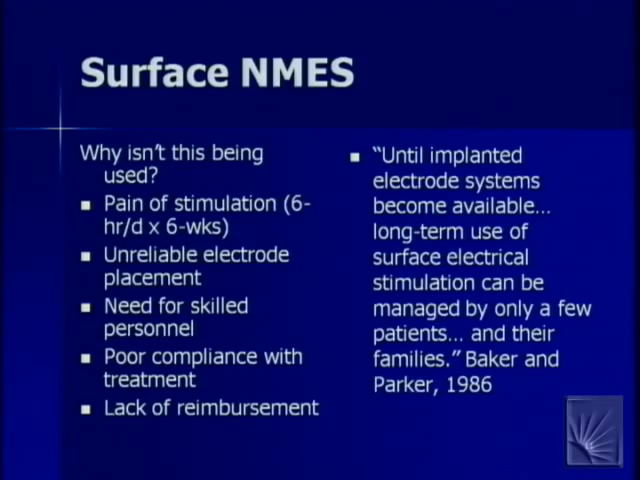 Surface NMES
Why isn't this being
used?
■ Pain of stimulation (6-
hr/d x 6-wks)
■ Unreliable electrode
placement
■ Need for skilled
personnel
■ Poor compliance with
treatment
■ Lack of reimbursement
■ "Until implanted
electrode systems
become available…
long-term use of
surface electrical
stimulation can be
managed by only a few
patients… and their
families." Baker and
Parker, 1986